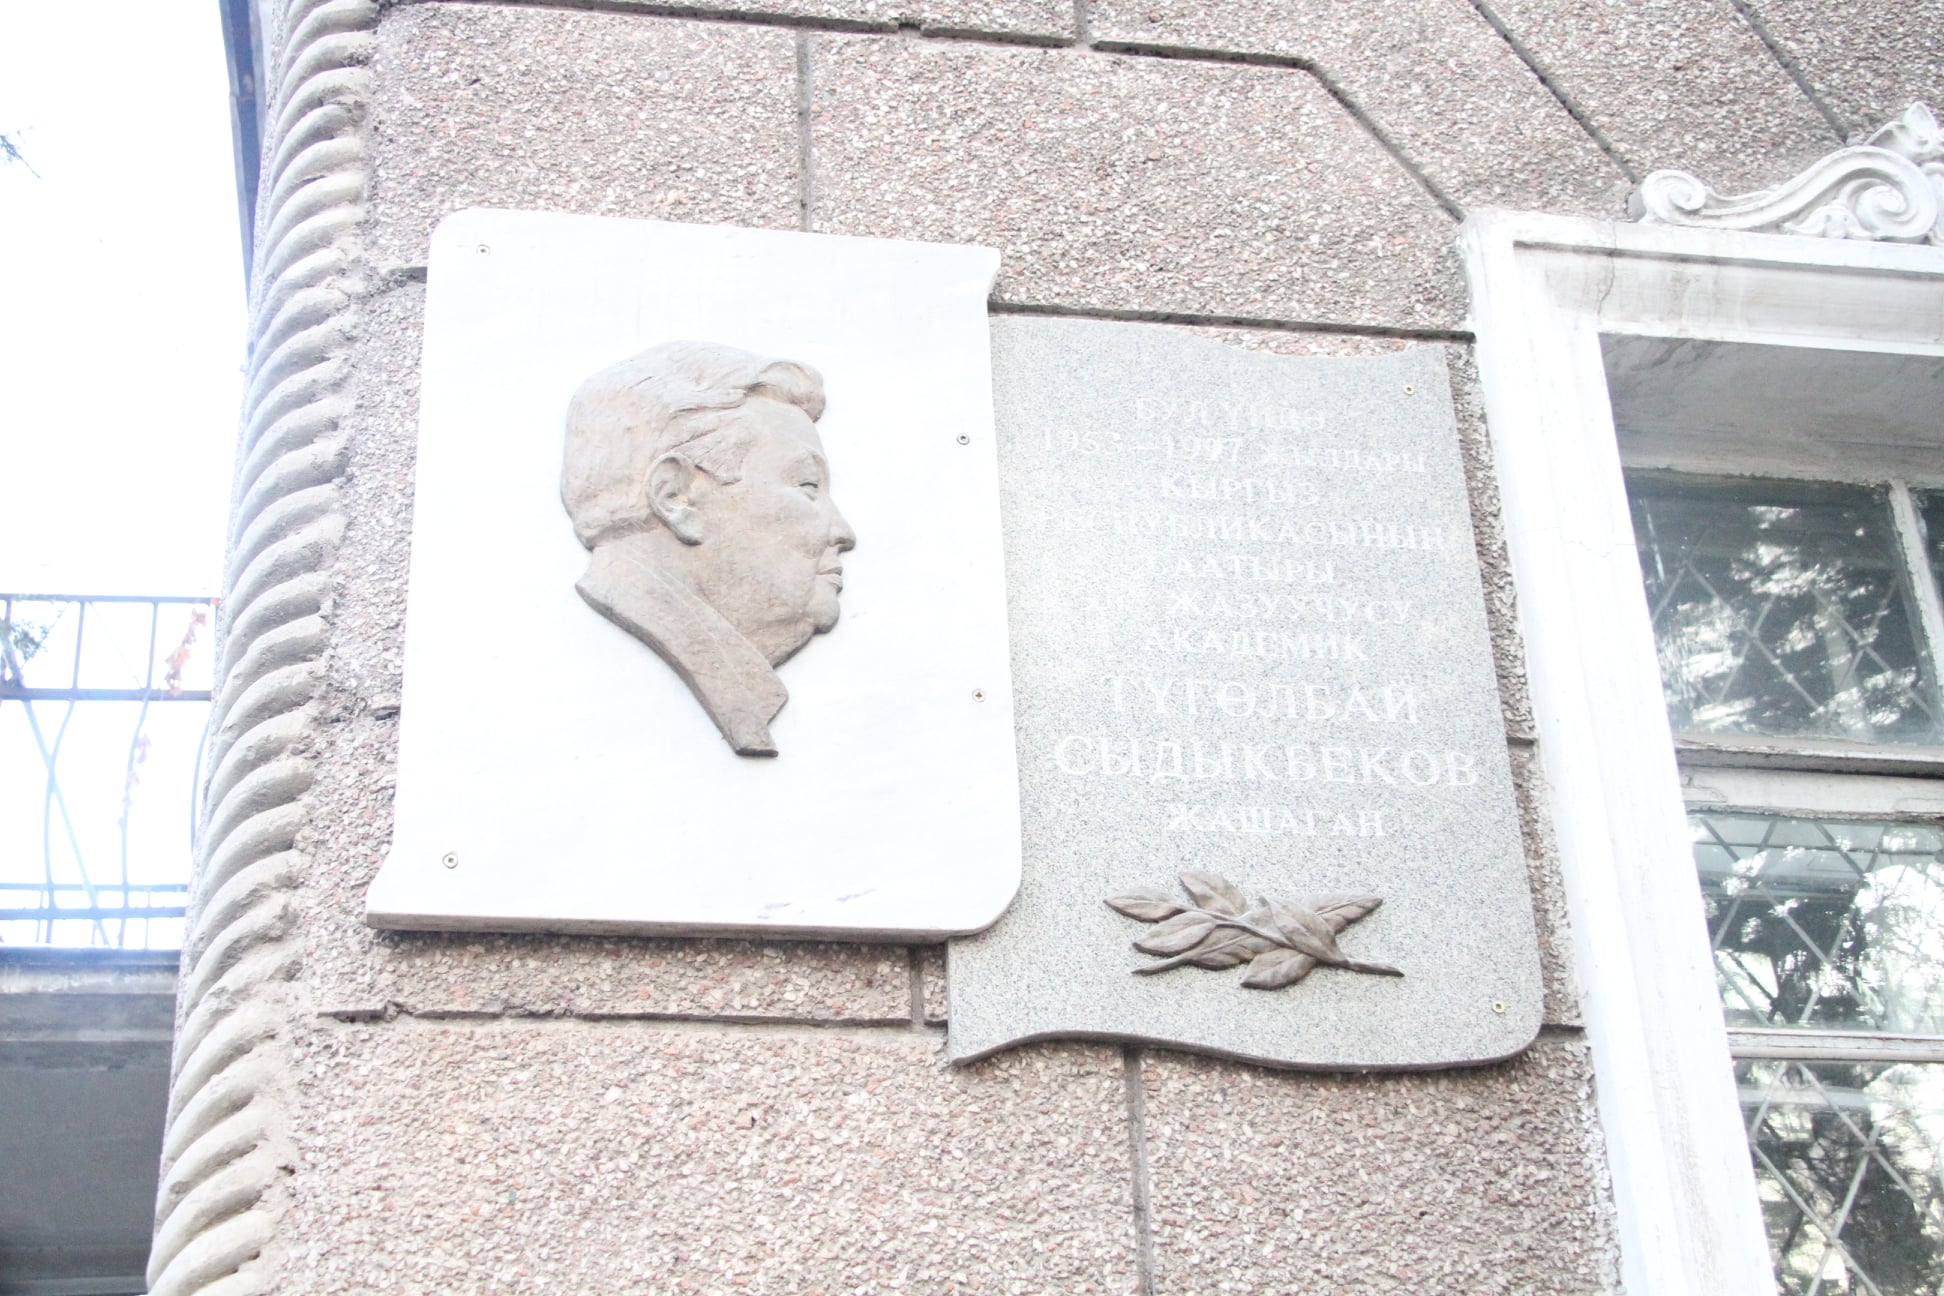 БУЛ ҮЙДӨ
–1997 ЖЫЛДАРЫ
КЫРГЫЗ
РЕСПУБЛИКАСЫНЫН
БААТЫРЫ
ЖАЗУУЧУСУ
АКАДЕМИК
ТҮГӨЛБАЙ
СЫДЫКБЕКОВ
ЖАШАГАН